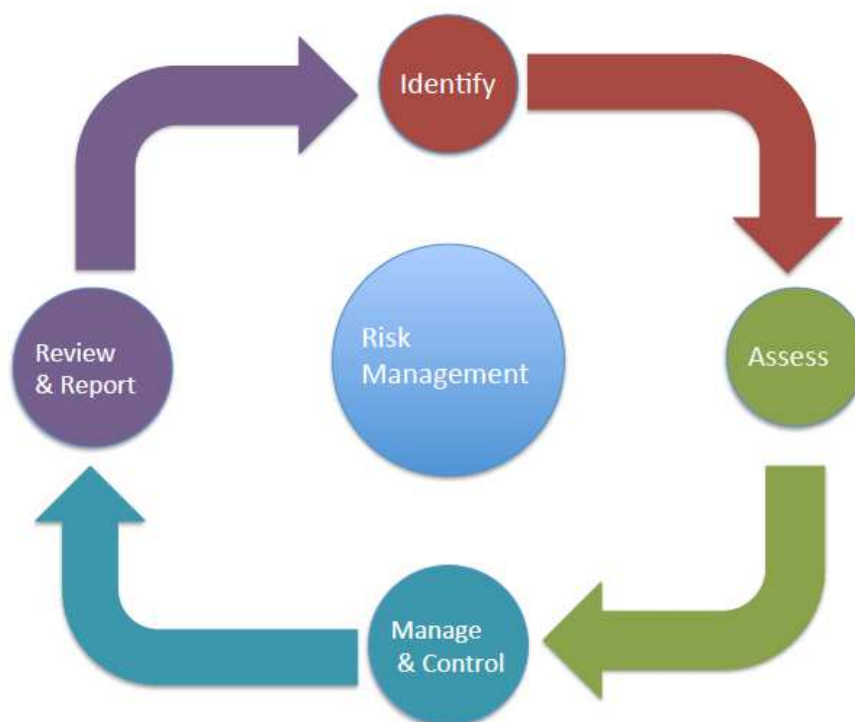 Identify
Assess
Manage
& Control
Review
& Report
Risk
Management